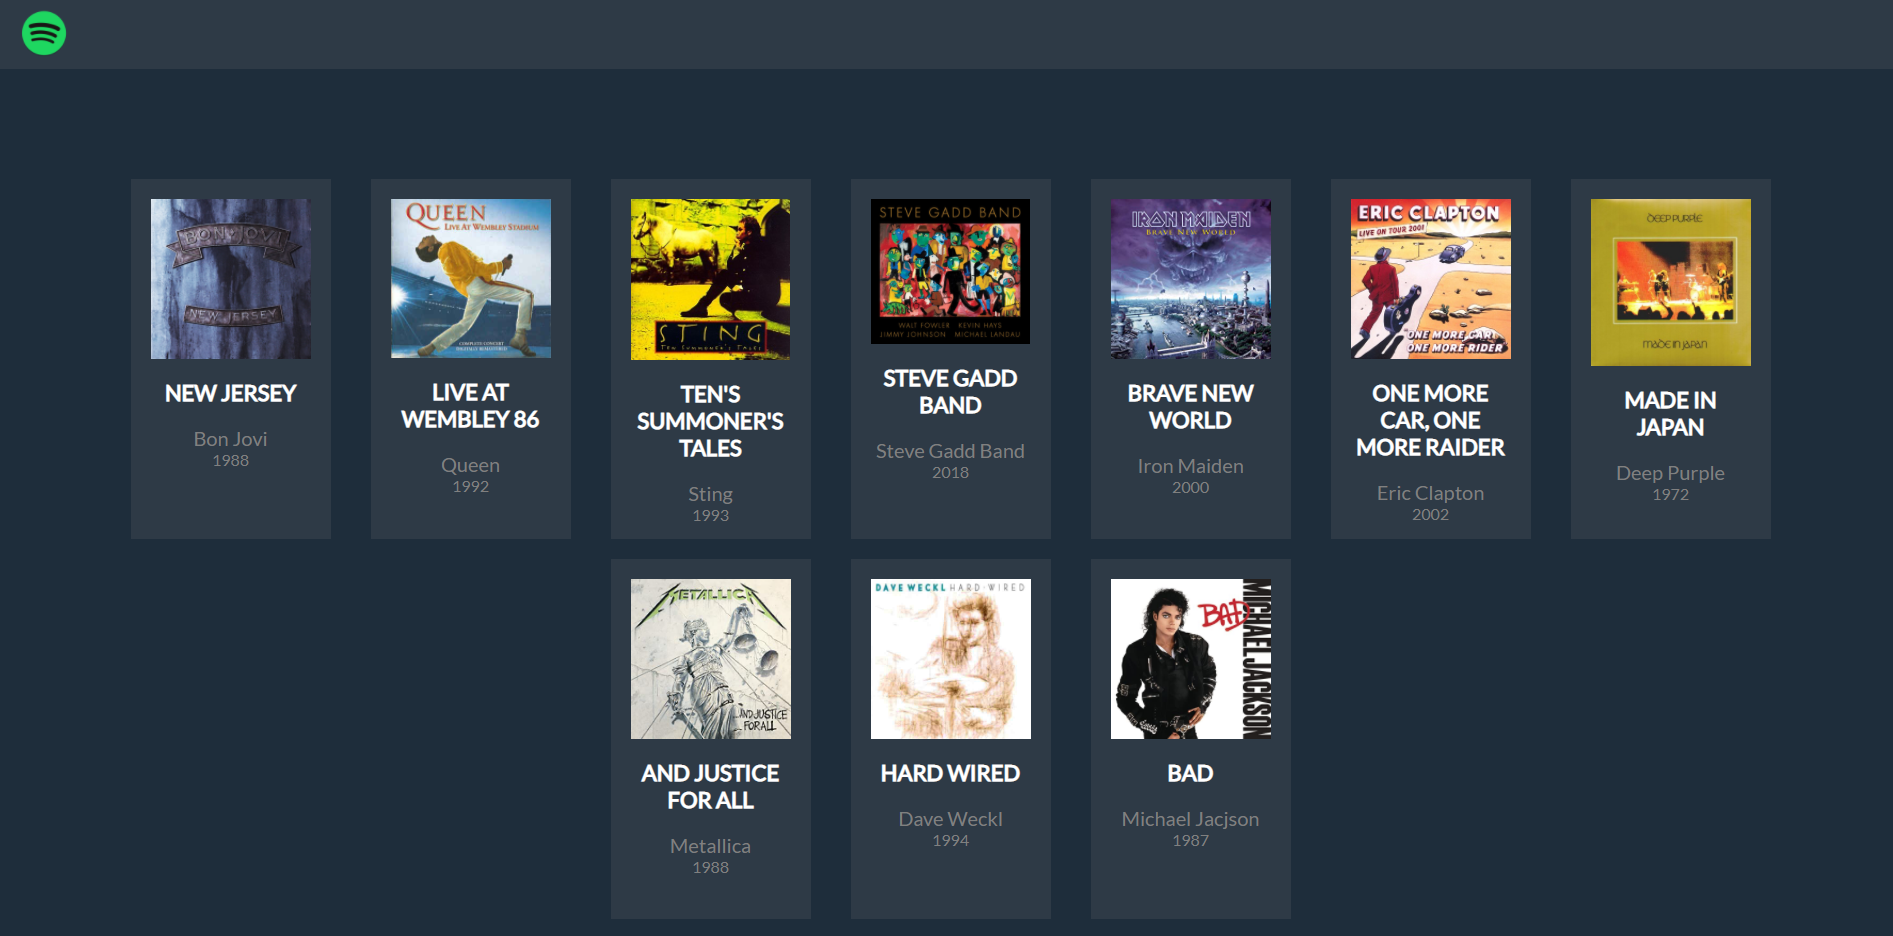 BON JOVI
NEW JERSEY
NEW JERSEY
Bon Jovi
1988
QUEEN
LIVE AT WEMBLEY STADIUM
COMPLETE CONCERT
DIGITALLY REMASTERED
LIVE AT
WEMBLEY 86
Queen
1992
STING
TEN SUMMONER'S TALES
TEN'S
SUMMONER'S
TALES
Sting
1993
STEVE GADD BAND
WALT FOWLER KEVIN HAYS
JIMMY JOHNSON MICHAEL LANDAU
STEVE GADD
BAND
Steve Gadd Band
2018
IRON MAIDEN
BRAVE NEW WORLD
BRAVE NEW
WORLD
Iron Maiden
2000
ERIC CLAPTON
LIVE ON TOUR 2001
ONE MORE CAR
ONE MORE RIDER
ONE MORE
CAR, ONE
MORE RAIDER
Eric Clapton
2002
DEEP PURPLE
MADE IN JAPAN
MADE IN
JAPAN
Deep Purple
1972
METALLICA
...AND JUSTICE
FOR ALL
AND JUSTICE
FOR ALL
Metallica
1988
DAVE WECKL HARD-WIRED
HARD WIRED
Dave Weckl
1994
BAD
MICHAEL JACKSON
BAD
Michael Jacjson
1987